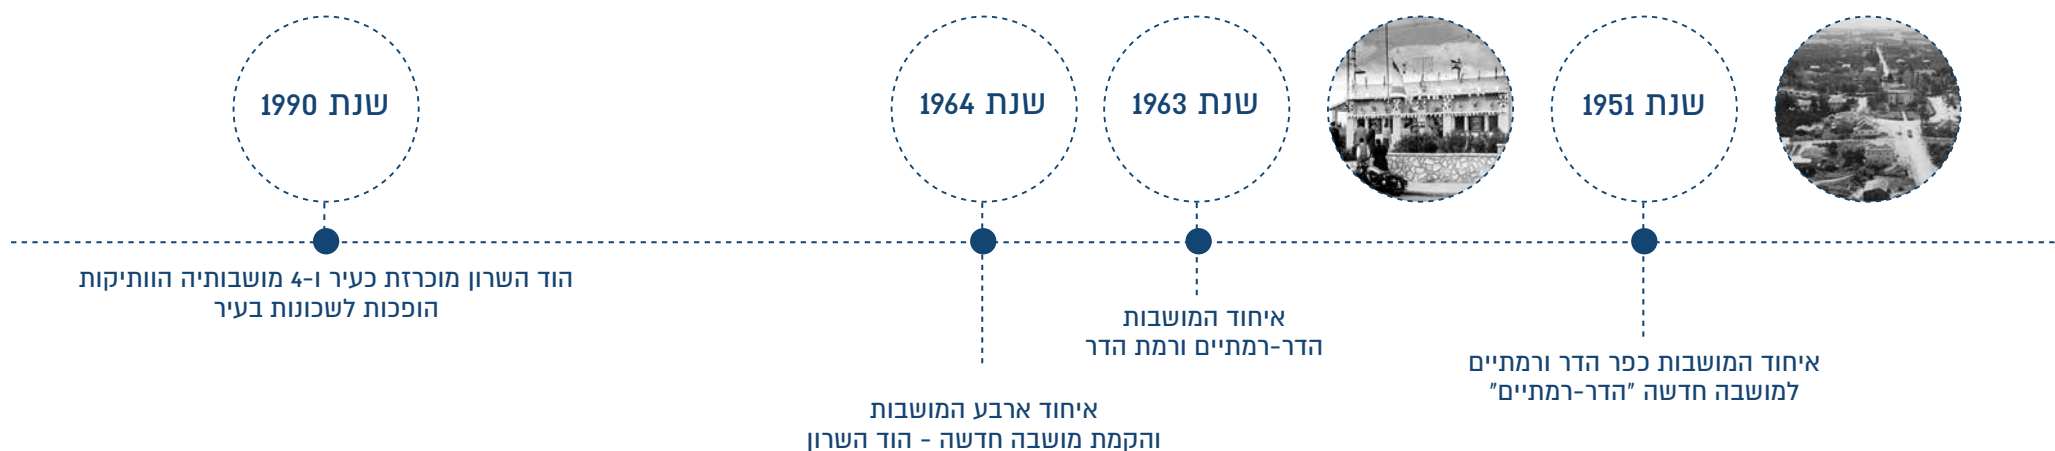 שנת 1951
איחוד המושבות כפר הדר ורמתיים
למושבה חדשה "הדר-רמתיים"
שנת 1963
איחוד המושבות
הדר-רמתיים ורמת הדר
שנת 1964
איחוד ארבע המושבות
והקמת מושבה חדשה - הוד השרון
שנת 1990
הוד השרון מוכרזת כעיר ו-4 מושבותיה הוותיקות
הופכות לשכונות בעיר